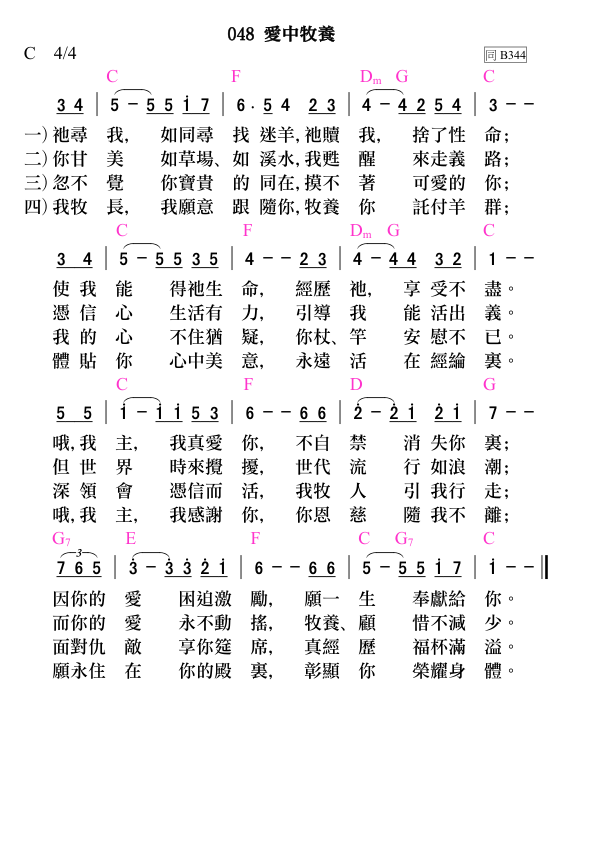 048 愛中牧養
C 4/4 同 B344
C F Dm G C
3 4 | 5 - 5 5 i 7 | 6 . 5 4 2 3 | 4 - 4 2 5 4 | 3 - -
一) 祂尋 我, 如同尋 找 迷羊, 祂贖 我, 捨了性 命;
二) 你甘 美 如草場、如 溪水, 我甦 醒 來走義 路;
三) 忽不 覺 你寶貴 的 同在, 摸不 著 可愛的 你;
四) 我牧 長, 我願意 跟 隨你, 牧養 你 託付羊 群;
C F Dm G C
3 4 | 5 - 5 5 3 5 | 4 - - 2 3 | 4 - 4 4 3 2 | 1 - -
使 我 能 得祂生 命, 經歷 祂, 享 受不 盡。
憑 信 心 生活有 力, 引導 我 能 活出 義。
我 的 心 不住猶 疑, 你杖、竿 安 慰不 已。
體 貼 你 心中美 意, 永遠 活 在 經綸 裏。
C F D G
5 5 | i - i i 5 3 | 6 - - 6 6 | 2̇ - 2̇ i 2̇ i | 7 - -
哦, 我 主, 我真愛 你, 不自 禁 消 失你 裏;
但 世 界 時來攪 擾, 世代 流 行 如浪 潮;
深 領 會 憑信而 活, 我牧 人 引 我行 走;
哦, 我 主, 我感謝 你, 你恩 慈 隨 我不 離;
G7 E F C G7 C
3
7 6 5 | 3̇ - 3̇ 3̇ 2̇ i | 6 - - 6 6 | 5 - 5 5 i 7 | i - - ||
因你的 愛 困迫激 勵, 願一 生 奉獻給 你。
而你的 愛 永不動 搖, 牧養、顧 惜不減 少。
面對仇 敵 享你筵 席, 真經 歷 福杯滿 溢。
願永住 在 你的殿 裏, 彰顯 你 榮耀身 體。